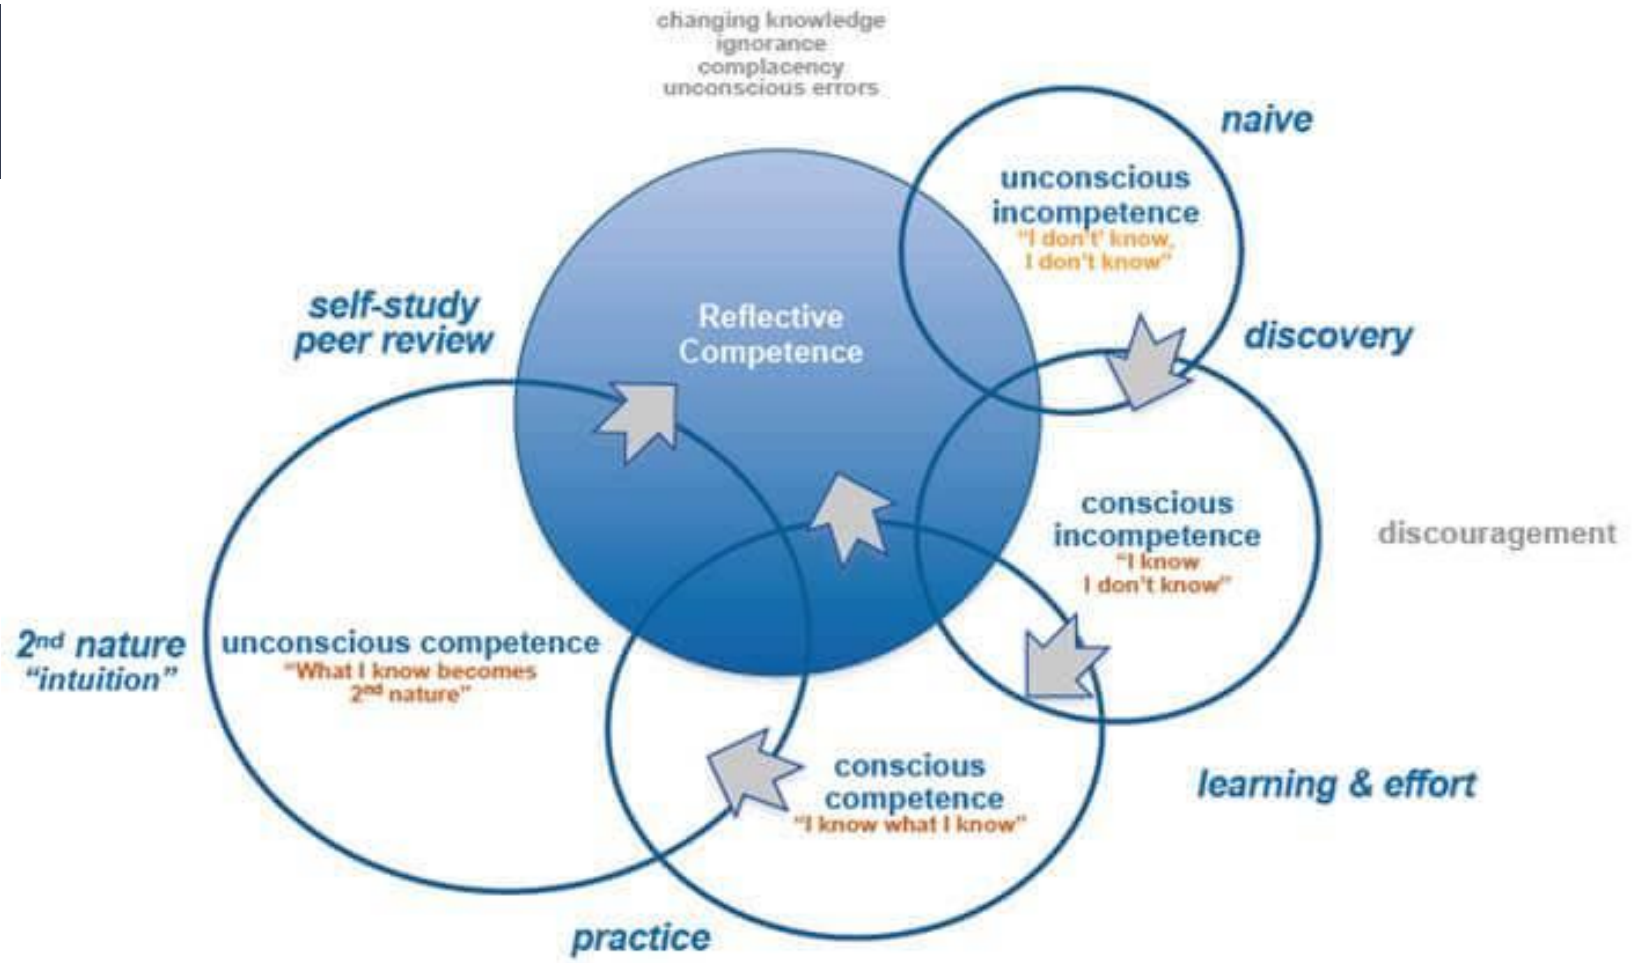 changing knowledge
ignorance
complacency
unconscious errors
naive
unconscious
incompetence
"I don't' know,
I don't know"
discovery
Reflective
Competence
self-study
peer review
conscious
incompetence
"I know
I don't know"
discouragement
2nd nature
"intuition"
unconscious competence
"What I know becomes
2nd nature"
conscious
competence
"I know what I know"
learning & effort
practice